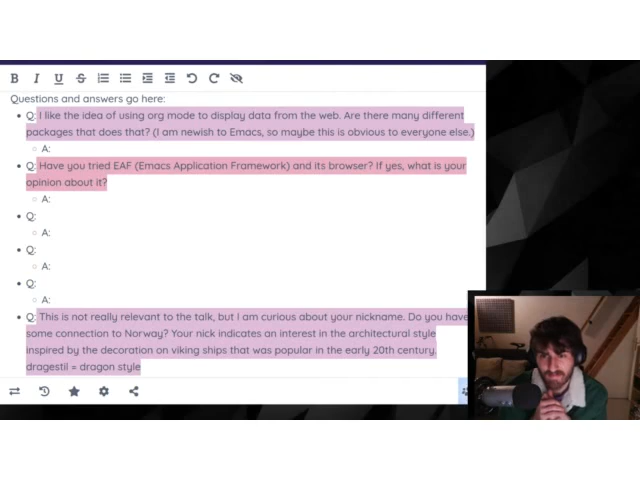 B I U S
Questions and answers go here:
Q: I like the idea of using org mode to display data from the web. Are there many different
packages that does that? (I am newish to Emacs, so maybe this is obvious to everyone else.)
A:
Q: Have you tried EAF (Emacs Application Framework) and its browser? If yes, what is your
opinion about it?
A:
Q:
A:
Q:
A:
Q:
A:
Q: This is not really relevant to the talk, but I am curious about your nickname. Do you have
some connection to Norway? Your nick indicates an interest in the architectural style
inspired by the decoration on viking ships that was popular in the early 20th century.
dragestil = dragon style